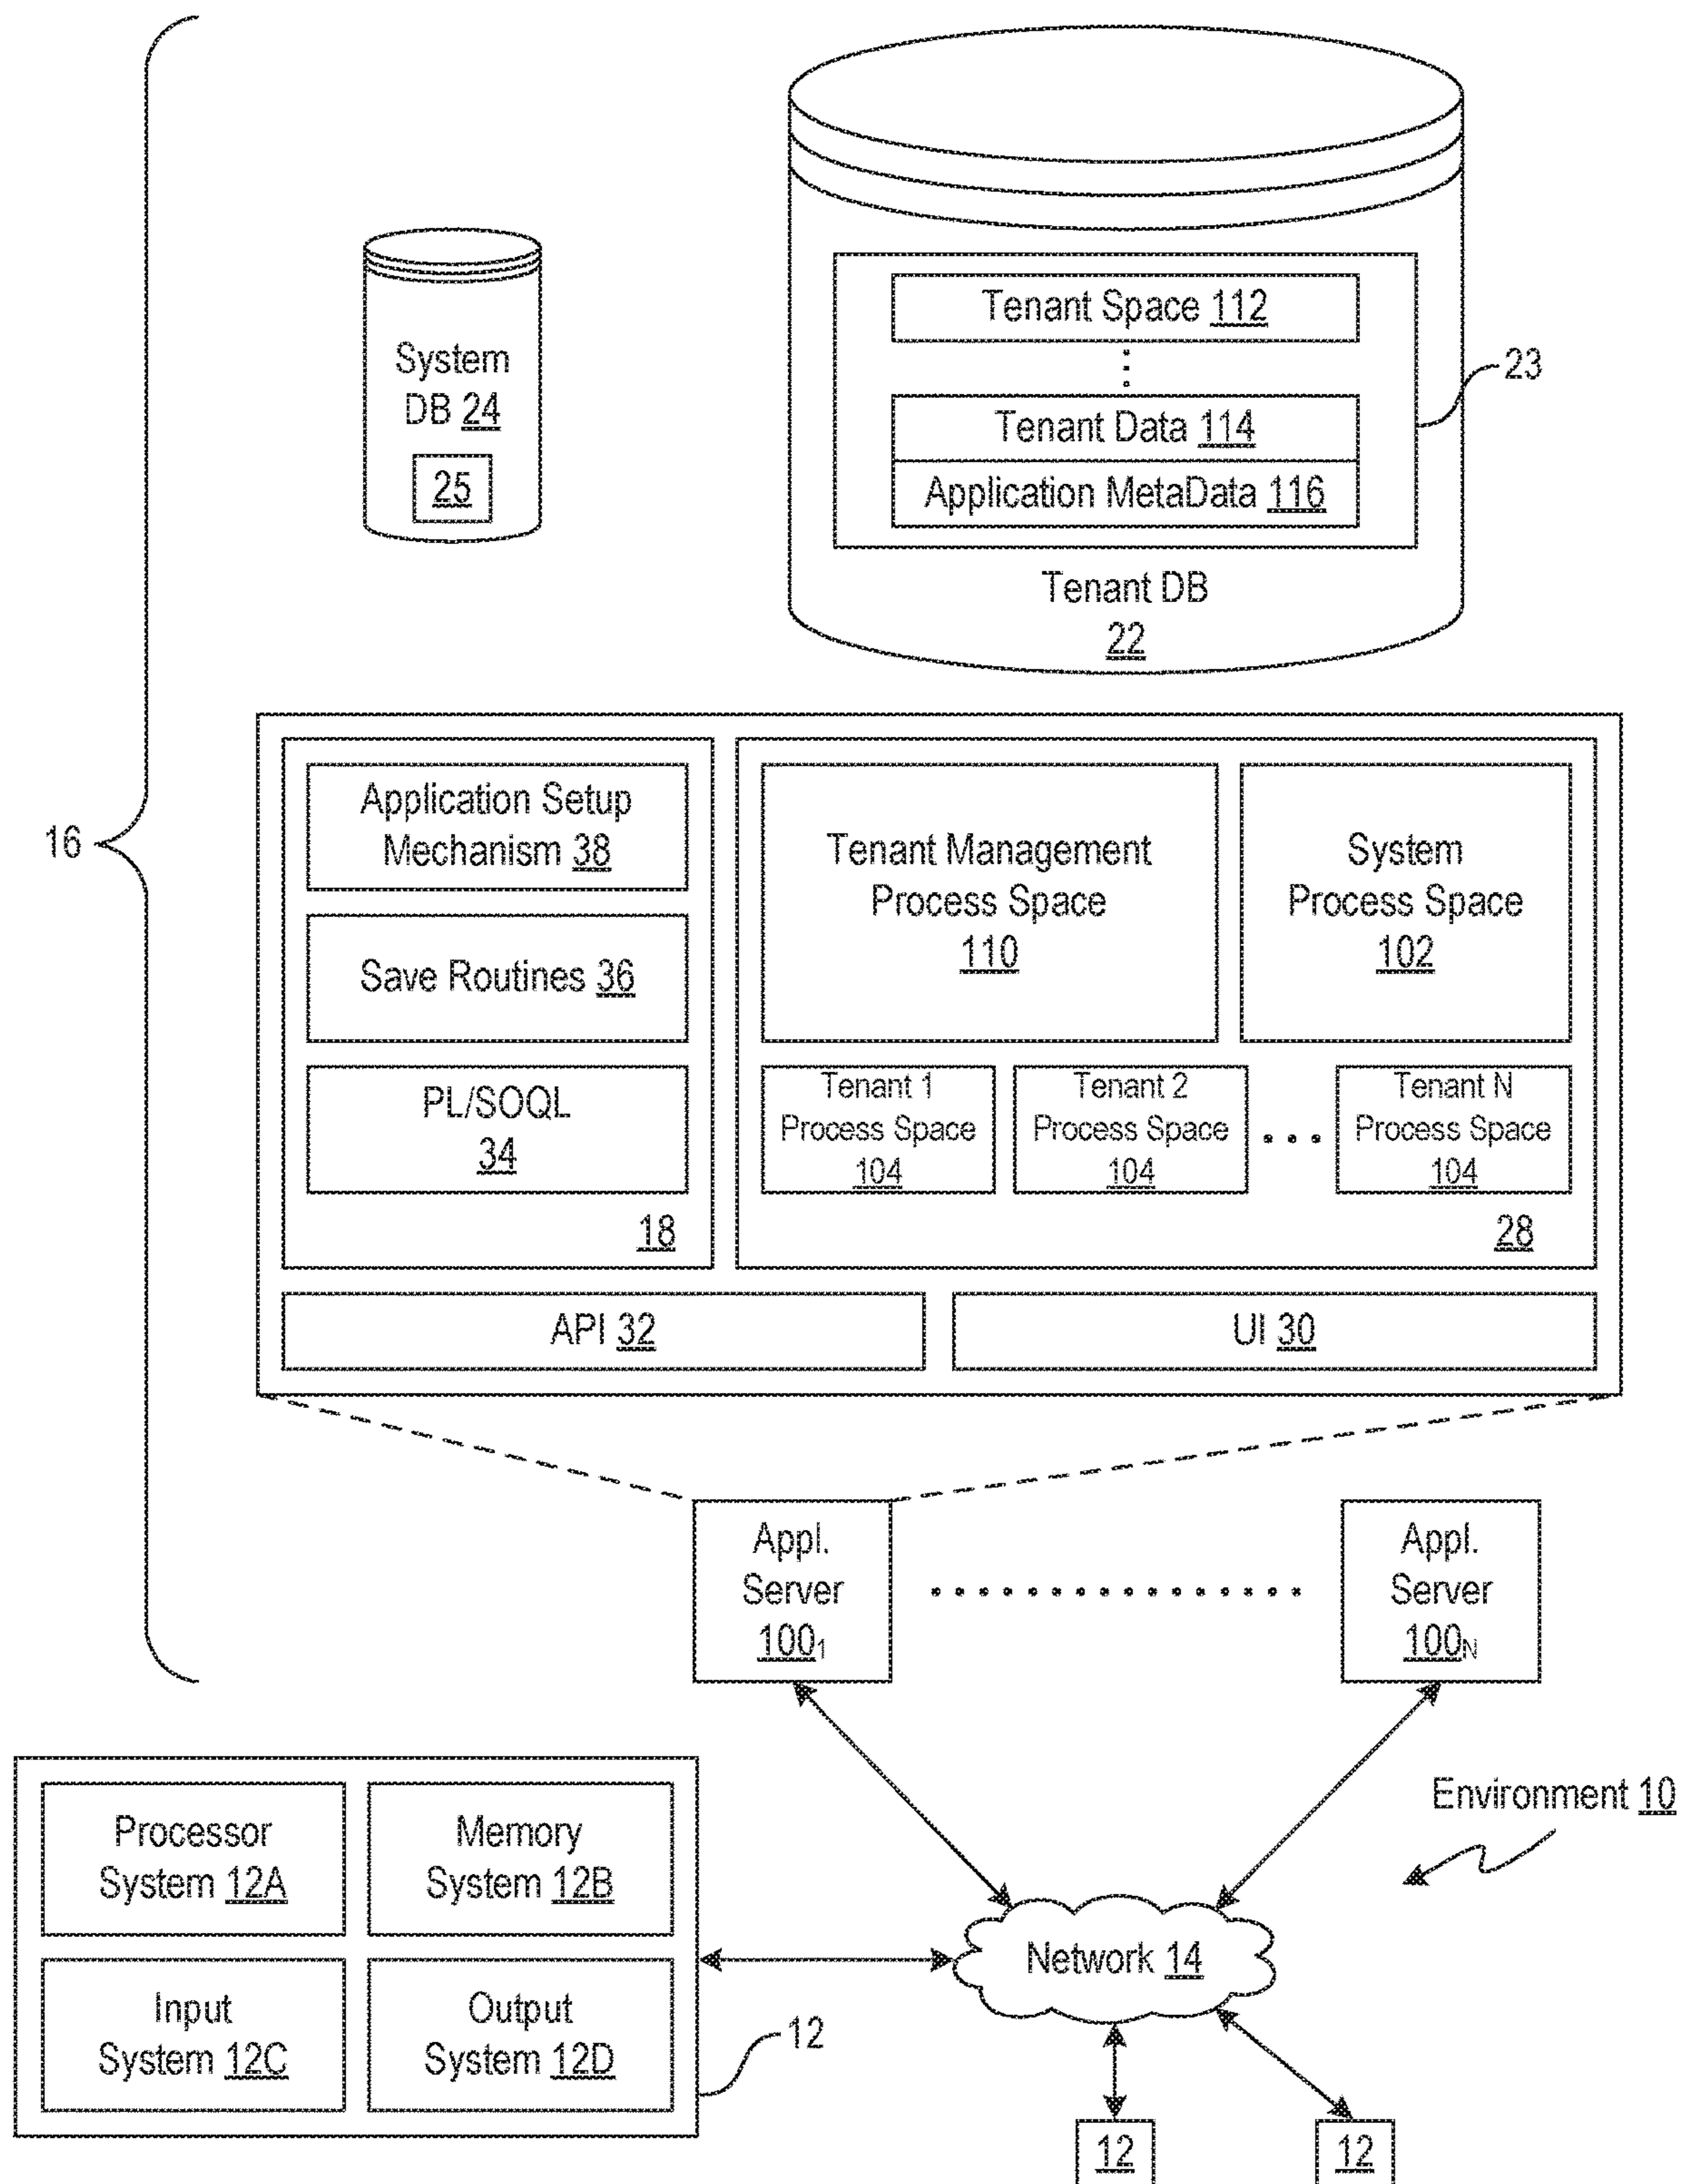 Tenant Space 112
23
System
DB 24
Tenant Data 114
25
Application MetaData 116
Tenant DB
22
16
Application Setup
Mechanism 38
Tenant Management
Process Space
110
System
Process Space
102
Save Routines 36
PL/SOQL
34
Tenant 1
Process Space
104
Tenant 2
Process Space
104
Tenant N
Process Space
104
18
28
API 32
UI 30
Appl.
Server
100₁
Appl.
Server
100N
Environment 10
Processor
System 12A
Memory
System 12B
Network 14
Input
System 12C
Output
System 12D
12
12
12